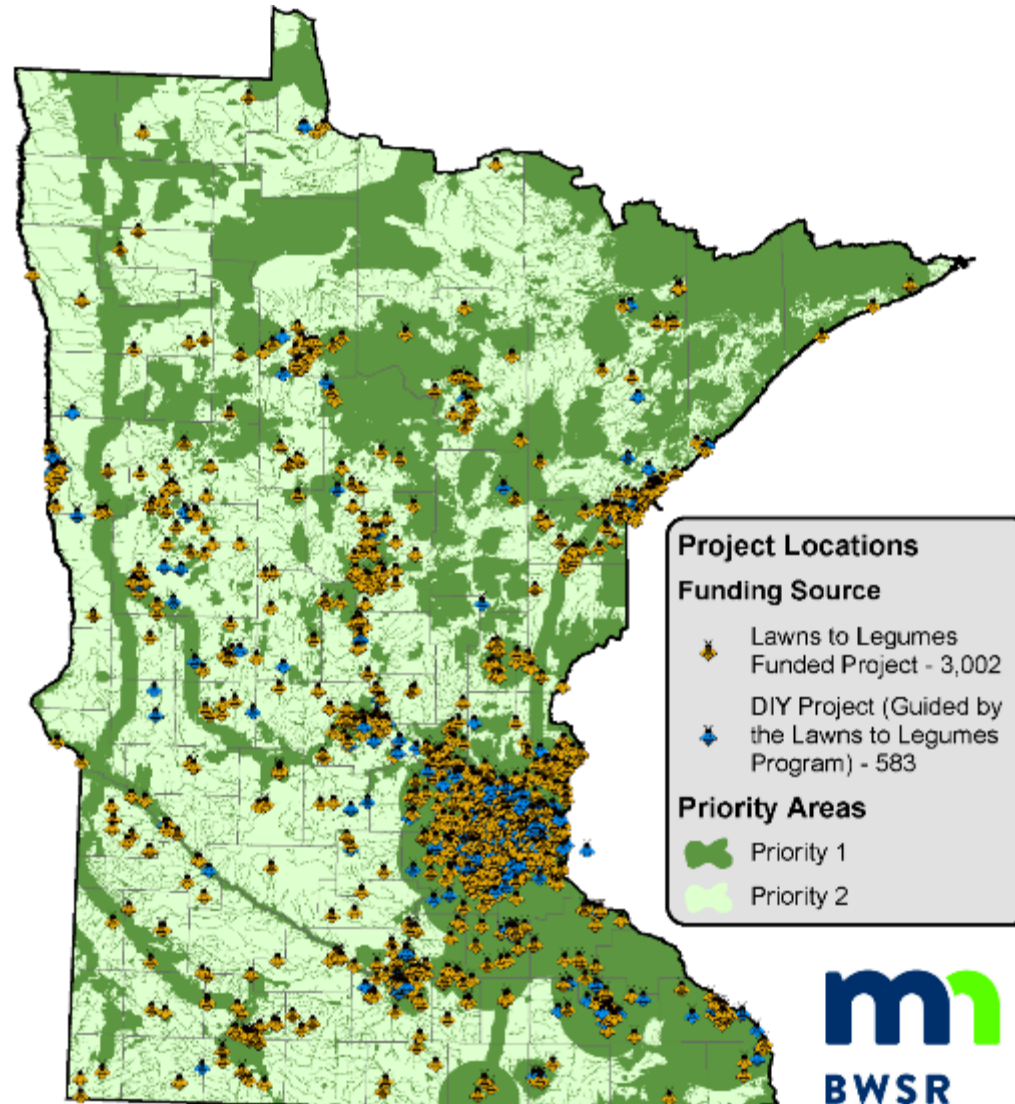 Project Locations
Funding Source
Lawns to Legumes
Funded Project - 3,002
DIY Project (Guided by
the Lawns to Legumes
Program) - 583
Priority Areas
Priority 1
Priority 2
mn
BWSR